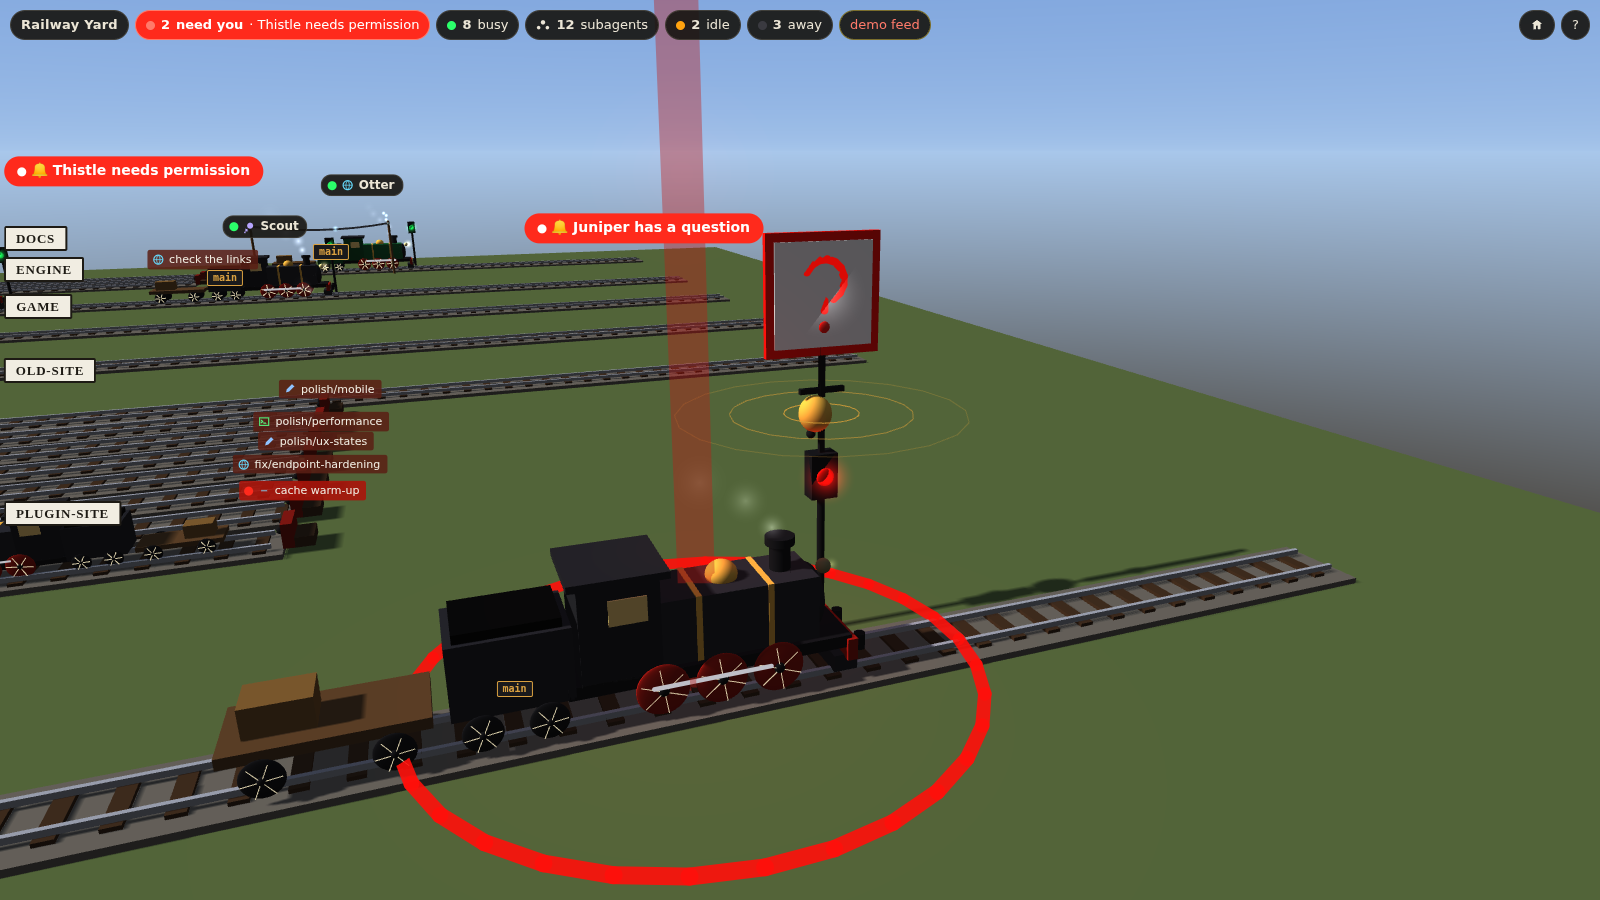 Railway Yard
2 need you · Thistle needs permission
8 busy
12 subagents
2 idle
3 away
demo feed
?
Thistle needs permission
Otter
Scout
Juniper has a question
DOCS
main
check the links
ENGINE
main
GAME
?
OLD-SITE
polish/mobile
polish/performance
polish/ux-states
fix/endpoint-hardening
cache warm-up
PLUGIN-SITE
main